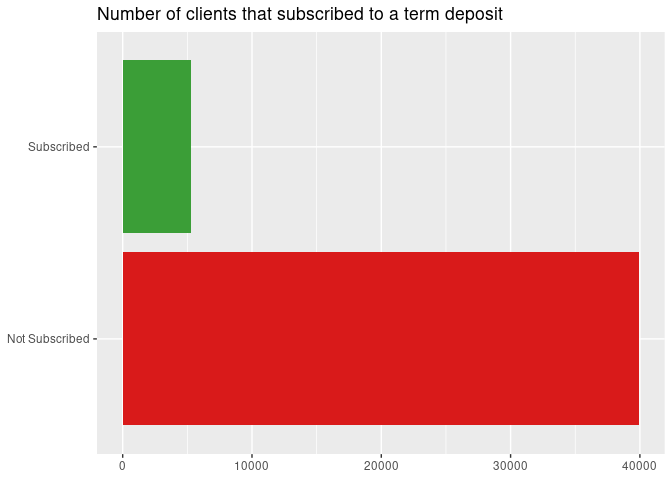 Number of clients that subscribed to a term deposit
Subscribed
Not Subscribed
0 10000 20000 30000 40000